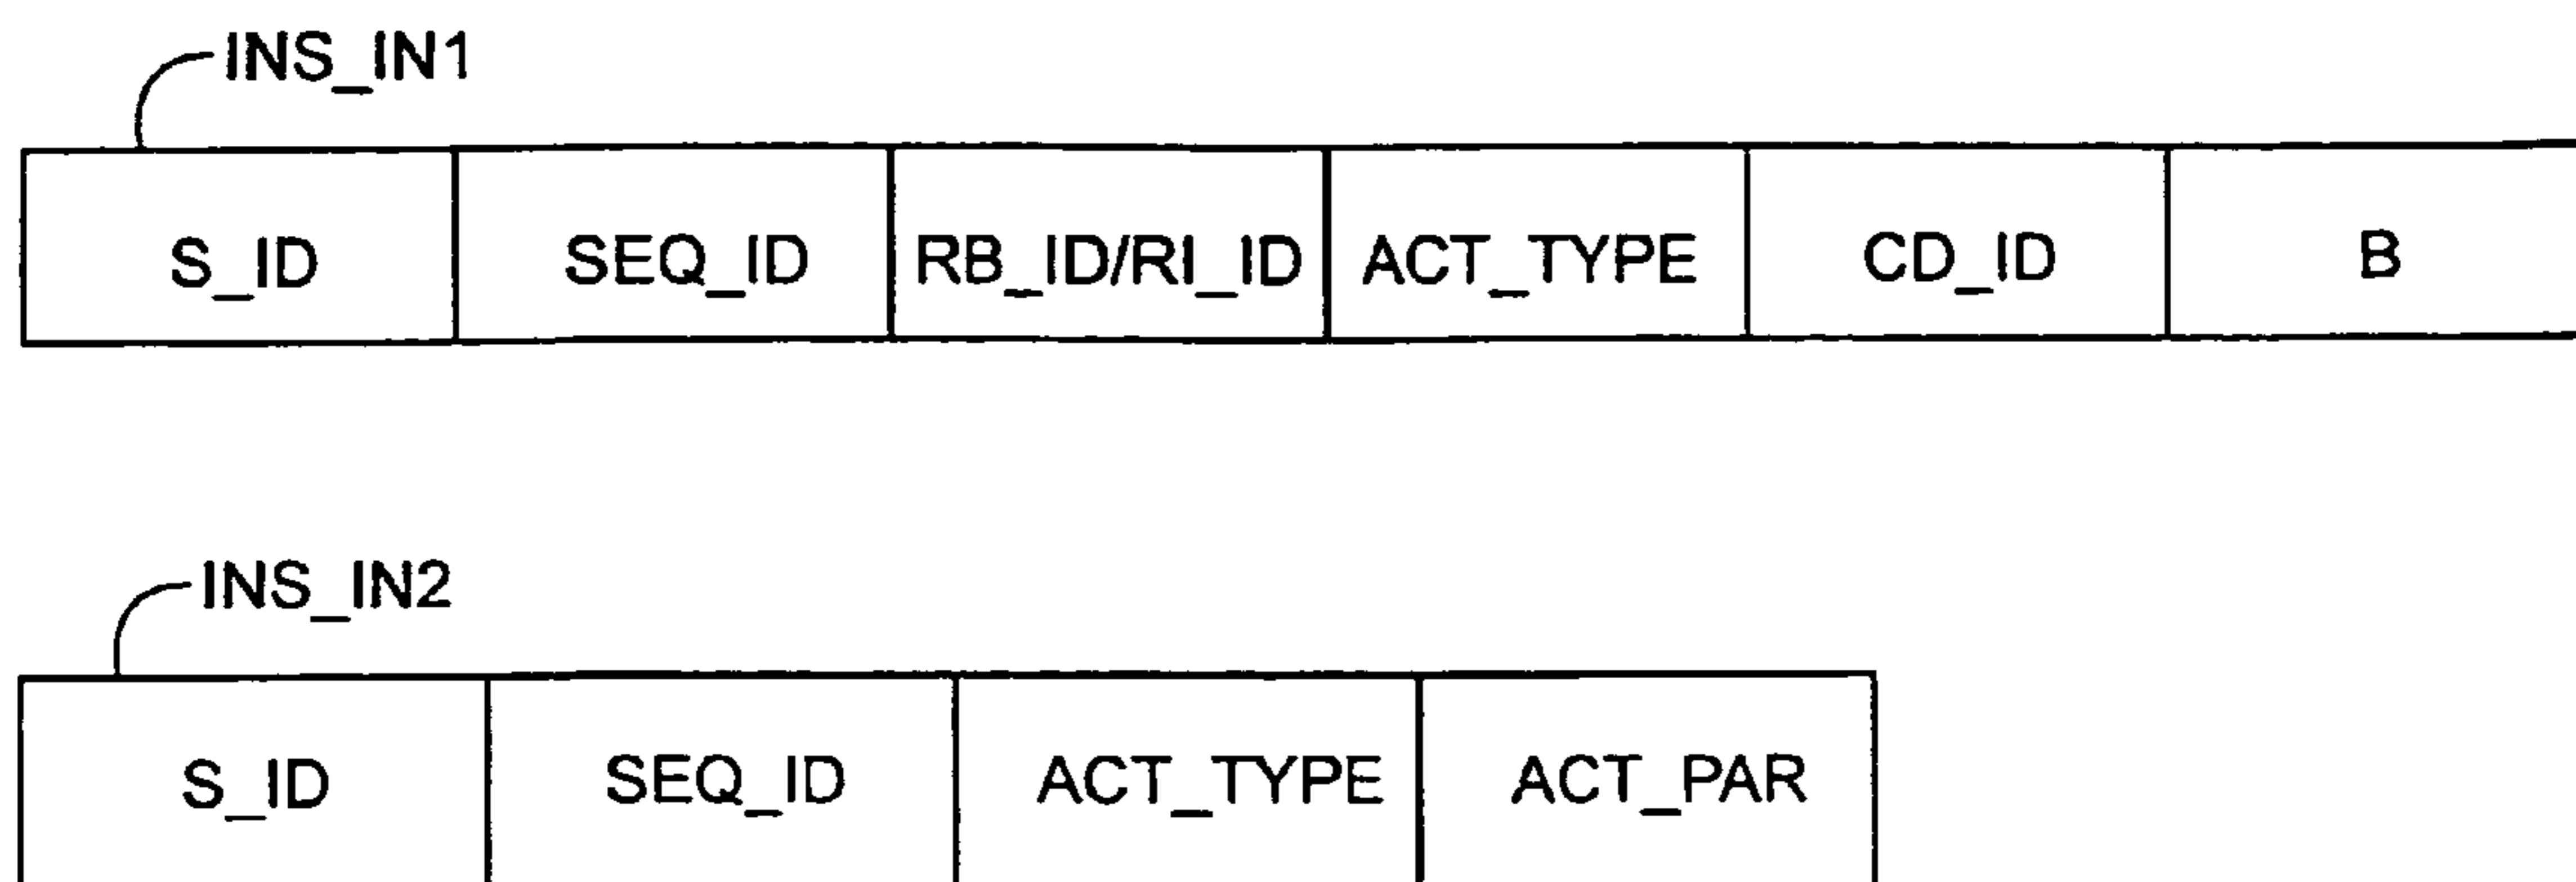 INS_IN1
S_ID SEQ_ID RB_ID/RI_ID ACT_TYPE CD_ID B
INS_IN2
S_ID SEQ_ID ACT_TYPE ACT_PAR